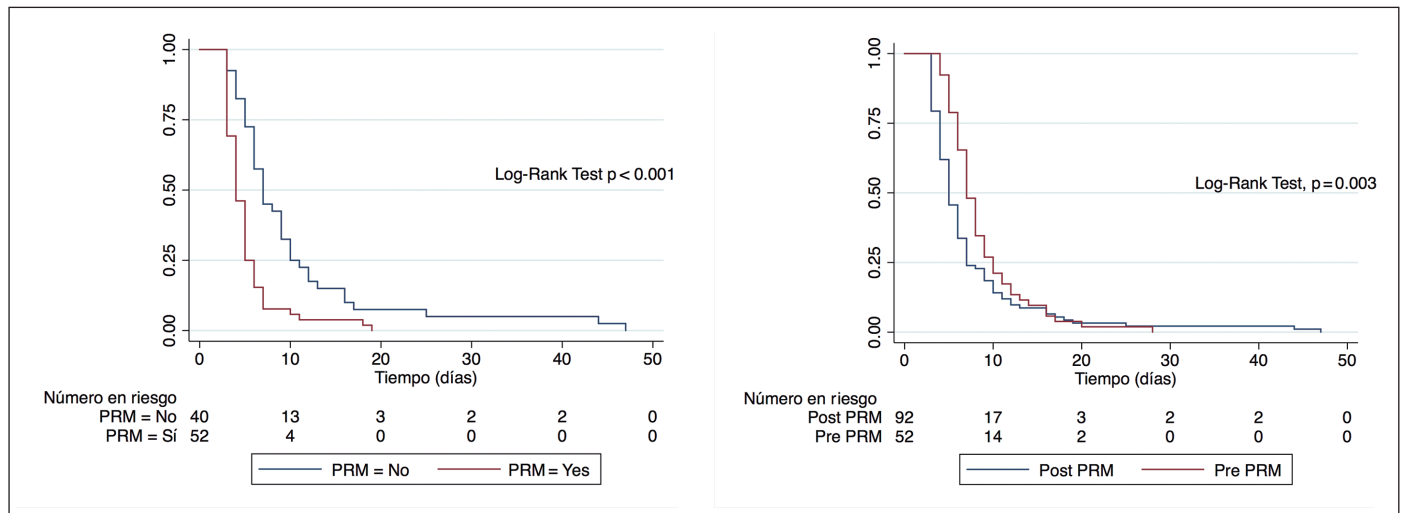 1.00
0.75
0.50
0.25
0.00
Log-Rank Test p < 0.001
0 10 20 30 40 50
Tiempo (días)
Número en riesgo
PRM = No 40 13 3 2 2 0
PRM = Sí 52 4 0 0 0 0
PRM = No PRM = Yes
1.00
0.75
0.50
0.25
0.00
Log-Rank Test, p = 0.003
0 10 20 30 40 50
Tiempo (días)
Número en riesgo
Post PRM 92 17 3 2 2 0
Pre PRM 52 14 2 0 0 0
Post PRM Pre PRM